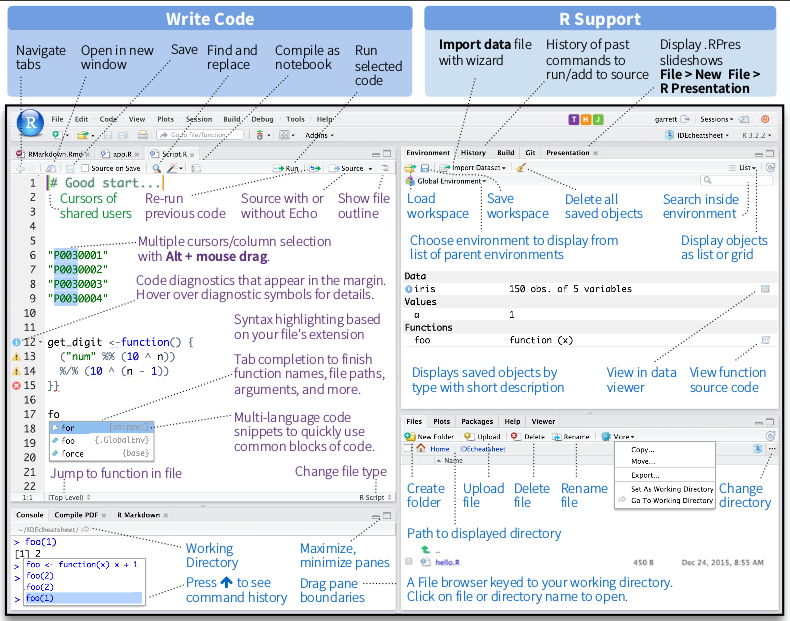 Write Code
R Support
Navigate tabs
Open in new window
Save
Find and replace
Compile as notebook
Run selected code
Import data file with wizard
History of past commands to run/add to source
Display .RPres slideshows
File > New File > R Presentation
R
File Edit Code View Plots Session Build Debug Tools Help
T H J garrett Sessions
Go to file/function Addins
IDEcheatsheet R 3.2.2
RMarkdown.Rmd app.R Script.R
Source on Save Run Source
1 # Good start...
2
3
4
5
6 "P0030001"
7 "P0030002"
8 "P0030003"
9 "P0030004"
10
11
12 get_digit <-function() {
13 ("num" %% (10 ^ n))
14 %/% (10 ^ (n - 1))
15 }}
16
17 fo
18 for {snippet}
19 foo {.GlobalEnv}
20 force {base}
21
22
Cursors of shared users
Re-run previous code
Source with or without Echo
Show file outline
Multiple cursors/column selection
with Alt + mouse drag.
Code diagnostics that appear in the margin.
Hover over diagnostic symbols for details.
Syntax highlighting based
on your file's extension
Tab completion to finish
function names, file paths,
arguments, and more.
Multi-language code
snippets to quickly use
common blocks of code.
Jump to function in file
Change file type
1:1 (Top Level) R Script
Console Compile PDF R Markdown
~/IDEcheatsheet/
> foo(1)
[1] 2
> foo <- function(x) x + 1
> foo(2)
foo(2)
> foo(1)
Working Directory
Press ↑ to see
command history
Maximize,
minimize panes
Drag pane
boundaries
Environment History Build Git Presentation
Import Dataset List
Global Environment
Load workspace
Save workspace
Delete all saved objects
Search inside environment
Choose environment to display from
list of parent environments
Display objects
as list or grid
Data
iris 150 obs. of 5 variables
Values
a 1
Functions
foo function (x)
Displays saved objects by
type with short description
View in data
viewer
View function
source code
Files Plots Packages Help Viewer
New Folder Upload Delete Rename More
Home IDEcheatsheet
Name
Copy...
Move...
Export...
Set As Working Directory
Go To Working Directory
Create folder
Upload file
Delete file
Rename file
Change directory
Path to displayed directory
..
hello.R 450 B Dec 24, 2015, 8:55 AM
A File browser keyed to your working directory.
Click on file or directory name to open.